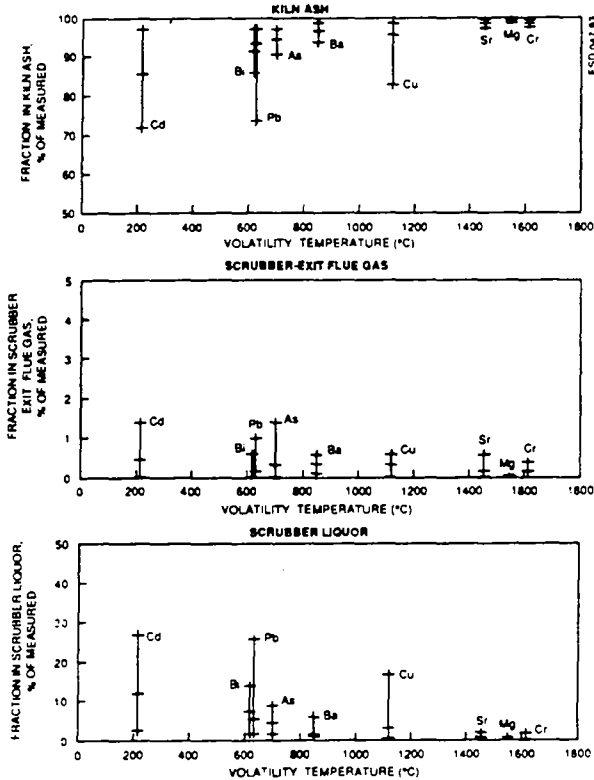 KILN ASH
FRACTION IN KILN ASH,
% OF MEASURED
100
90
80
70
60
50
Cd
Bi
Pb
As
Ba
Cu
Sr
Mg
Cr
0 200 400 600 800 1000 1200 1400 1600 1800
VOLATILITY TEMPERATURE (°C)
SCRUBBER-EXIT FLUE GAS
FRACTION IN SCRUBBER
EXIT FLUE GAS,
% OF MEASURED
5
4
3
2
1
0
Cd
Bi
Pb
As
Ba
Cu
Sr
Mg
Cr
0 200 400 600 800 1000 1200 1400 1600 1800
VOLATILITY TEMPERATURE (°C)
SCRUBBER LIQUOR
FRACTION IN SCRUBBER LIQUOR,
% OF MEASURED
50
40
30
20
10
0
Cd
Bi
Pb
As
Ba
Cu
Sr
Mg
Cr
0 200 400 600 800 1000 1200 1400 1600 1800
VOLATILITY TEMPERATURE (°C)